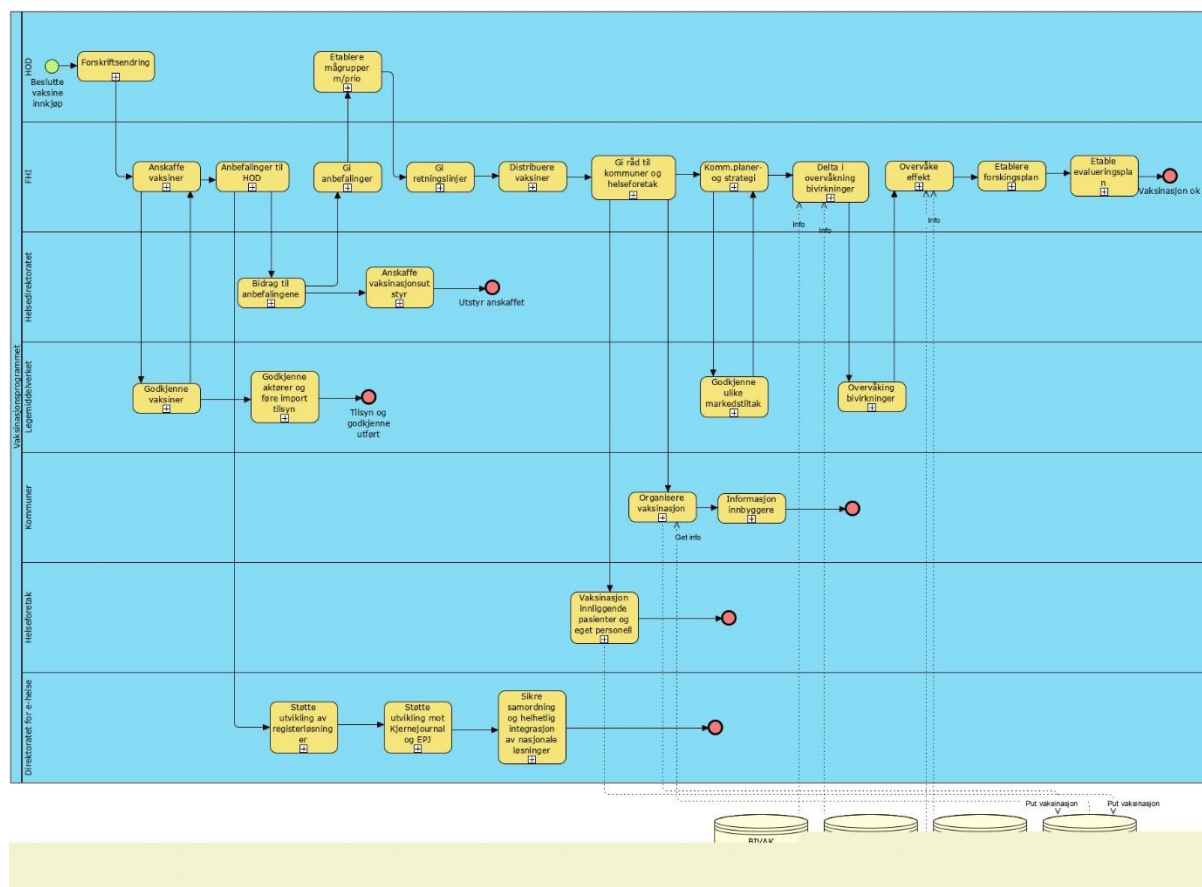 Vaksinasjonsprogrammet
HOD
Beslutte
vaksine
innkjøp
Forskriftsendring
Etablere
mågrupper
m/prio
FHI
Anskaffe
vaksiner
Anbefalinger til
HOD
Gi
anbefalinger
Gi
retningslinjer
Distribuere
vaksiner
Gi råd til
kommuner og
helseforetak
Komm.planer-
og strategi
Delta i
overvåkning
bivirkninger
Overvåke
effekt
Etablere
forskingsplan
Etable
evalueringspla
n
Vaksinasjon ok
Info
Info
Info
Helsedirektoratet
Bidrag til
anbefalingene
Anskaffe
vaksinasjonsut
styr
Utstyr anskaffet
Legemiddelverket
Godkjenne
vaksiner
Godkjenne
aktører og
føre import
tilsyn
Tilsyn og
godkjenne
utført
Godkjenne
ulike
markedstiltak
Overvåking
bivirkninger
Kommuner
Organisere
vaksinasjon
Informasjon
innbyggere
Get info
Helseforetak
Vaksinasjon
innliggende
pasienter og
eget personell
Direktoratet for e-helse
Støtte
utvikling av
registerløsning
er
Støtte
utvikling mot
Kjernejournal
og EPJ
Sikre
samordning
og helhetlig
integrasjon
av nasjonale
løsninger
Put vaksinasjon
Put vaksinasjon
BIVAK